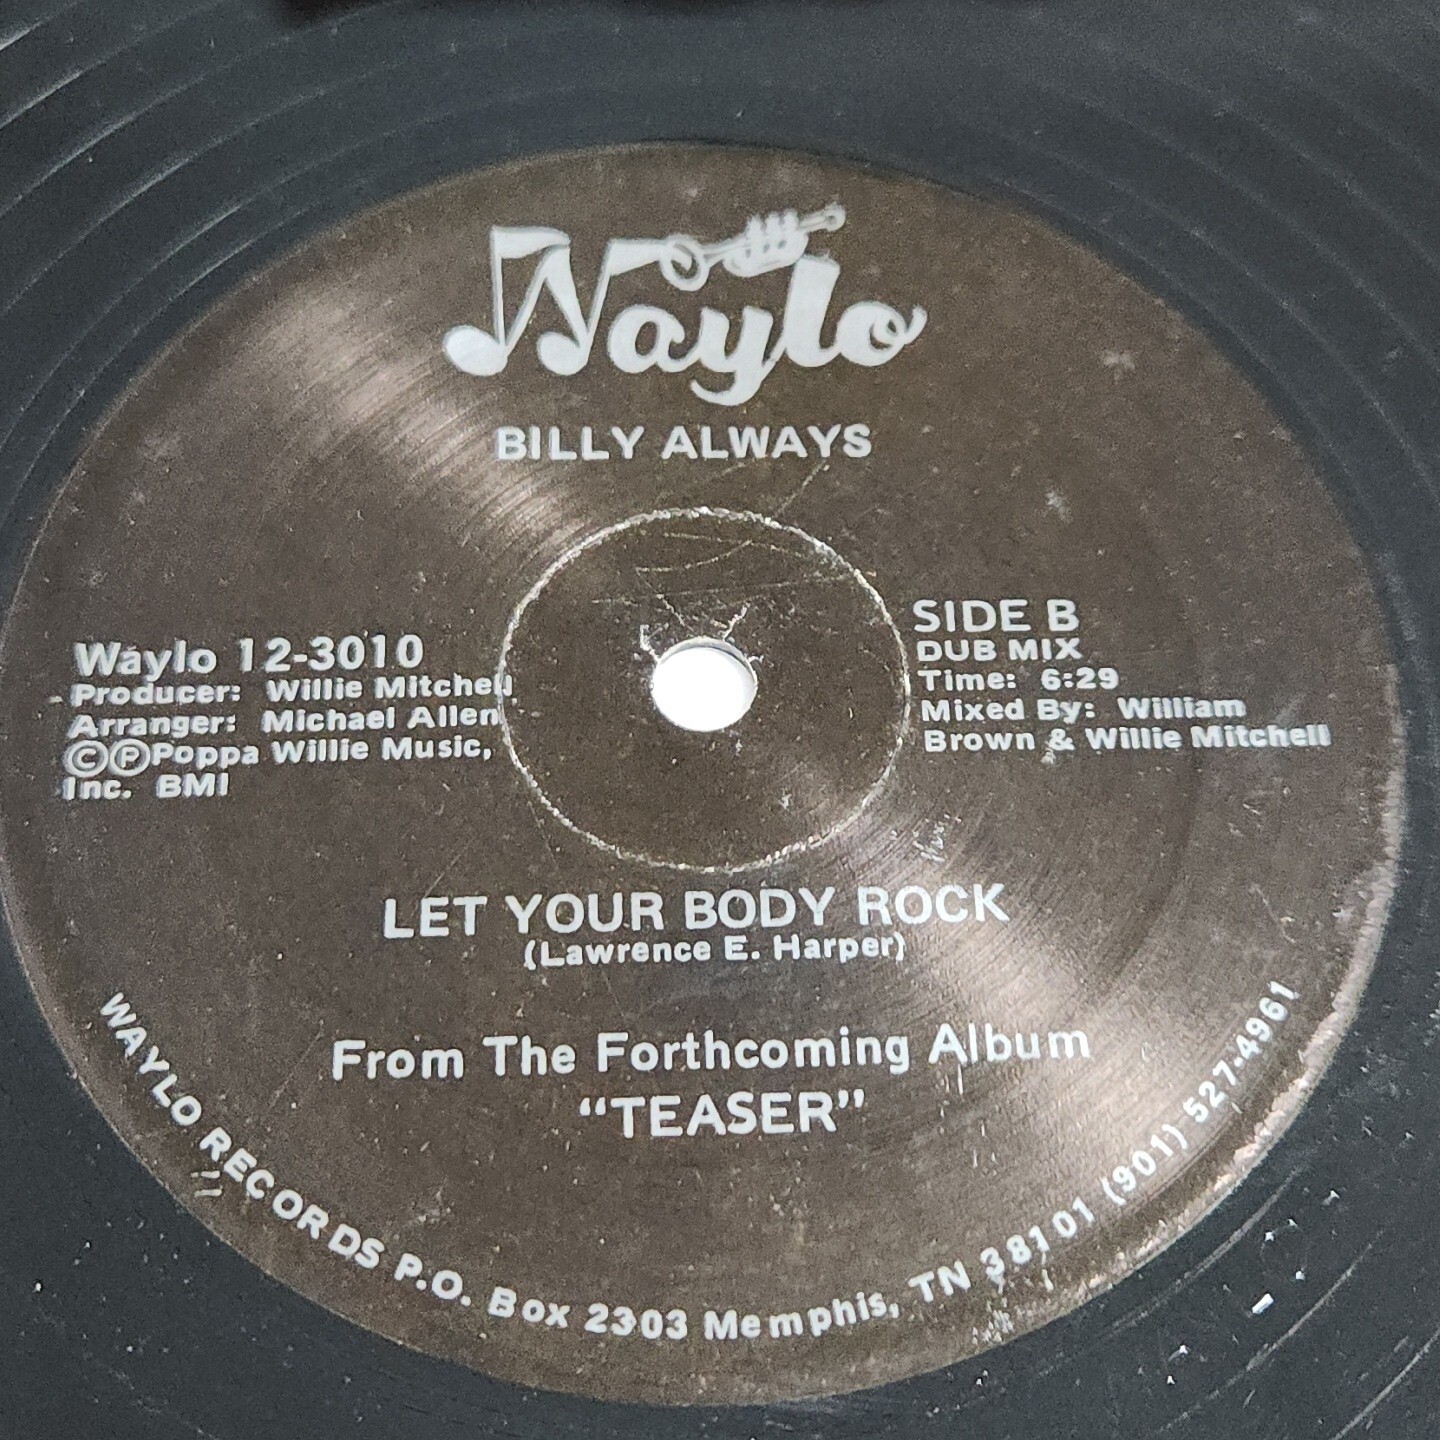 Waylo
BILLY ALWAYS
Waylo 12-3010
Producer: Willie Mitchell
Arranger: Michael Allen
©℗Poppa Willie Music,
Inc. BMI
SIDE B
DUB MIX
Time: 6:29
Mixed By: William
Brown & Willie Mitchell
LET YOUR BODY ROCK
(Lawrence E. Harper)
From The Forthcoming Album
“TEASER”
WAYLO RECORDS P.O. Box 2303 Memphis, TN 38101 (901) 527-4961